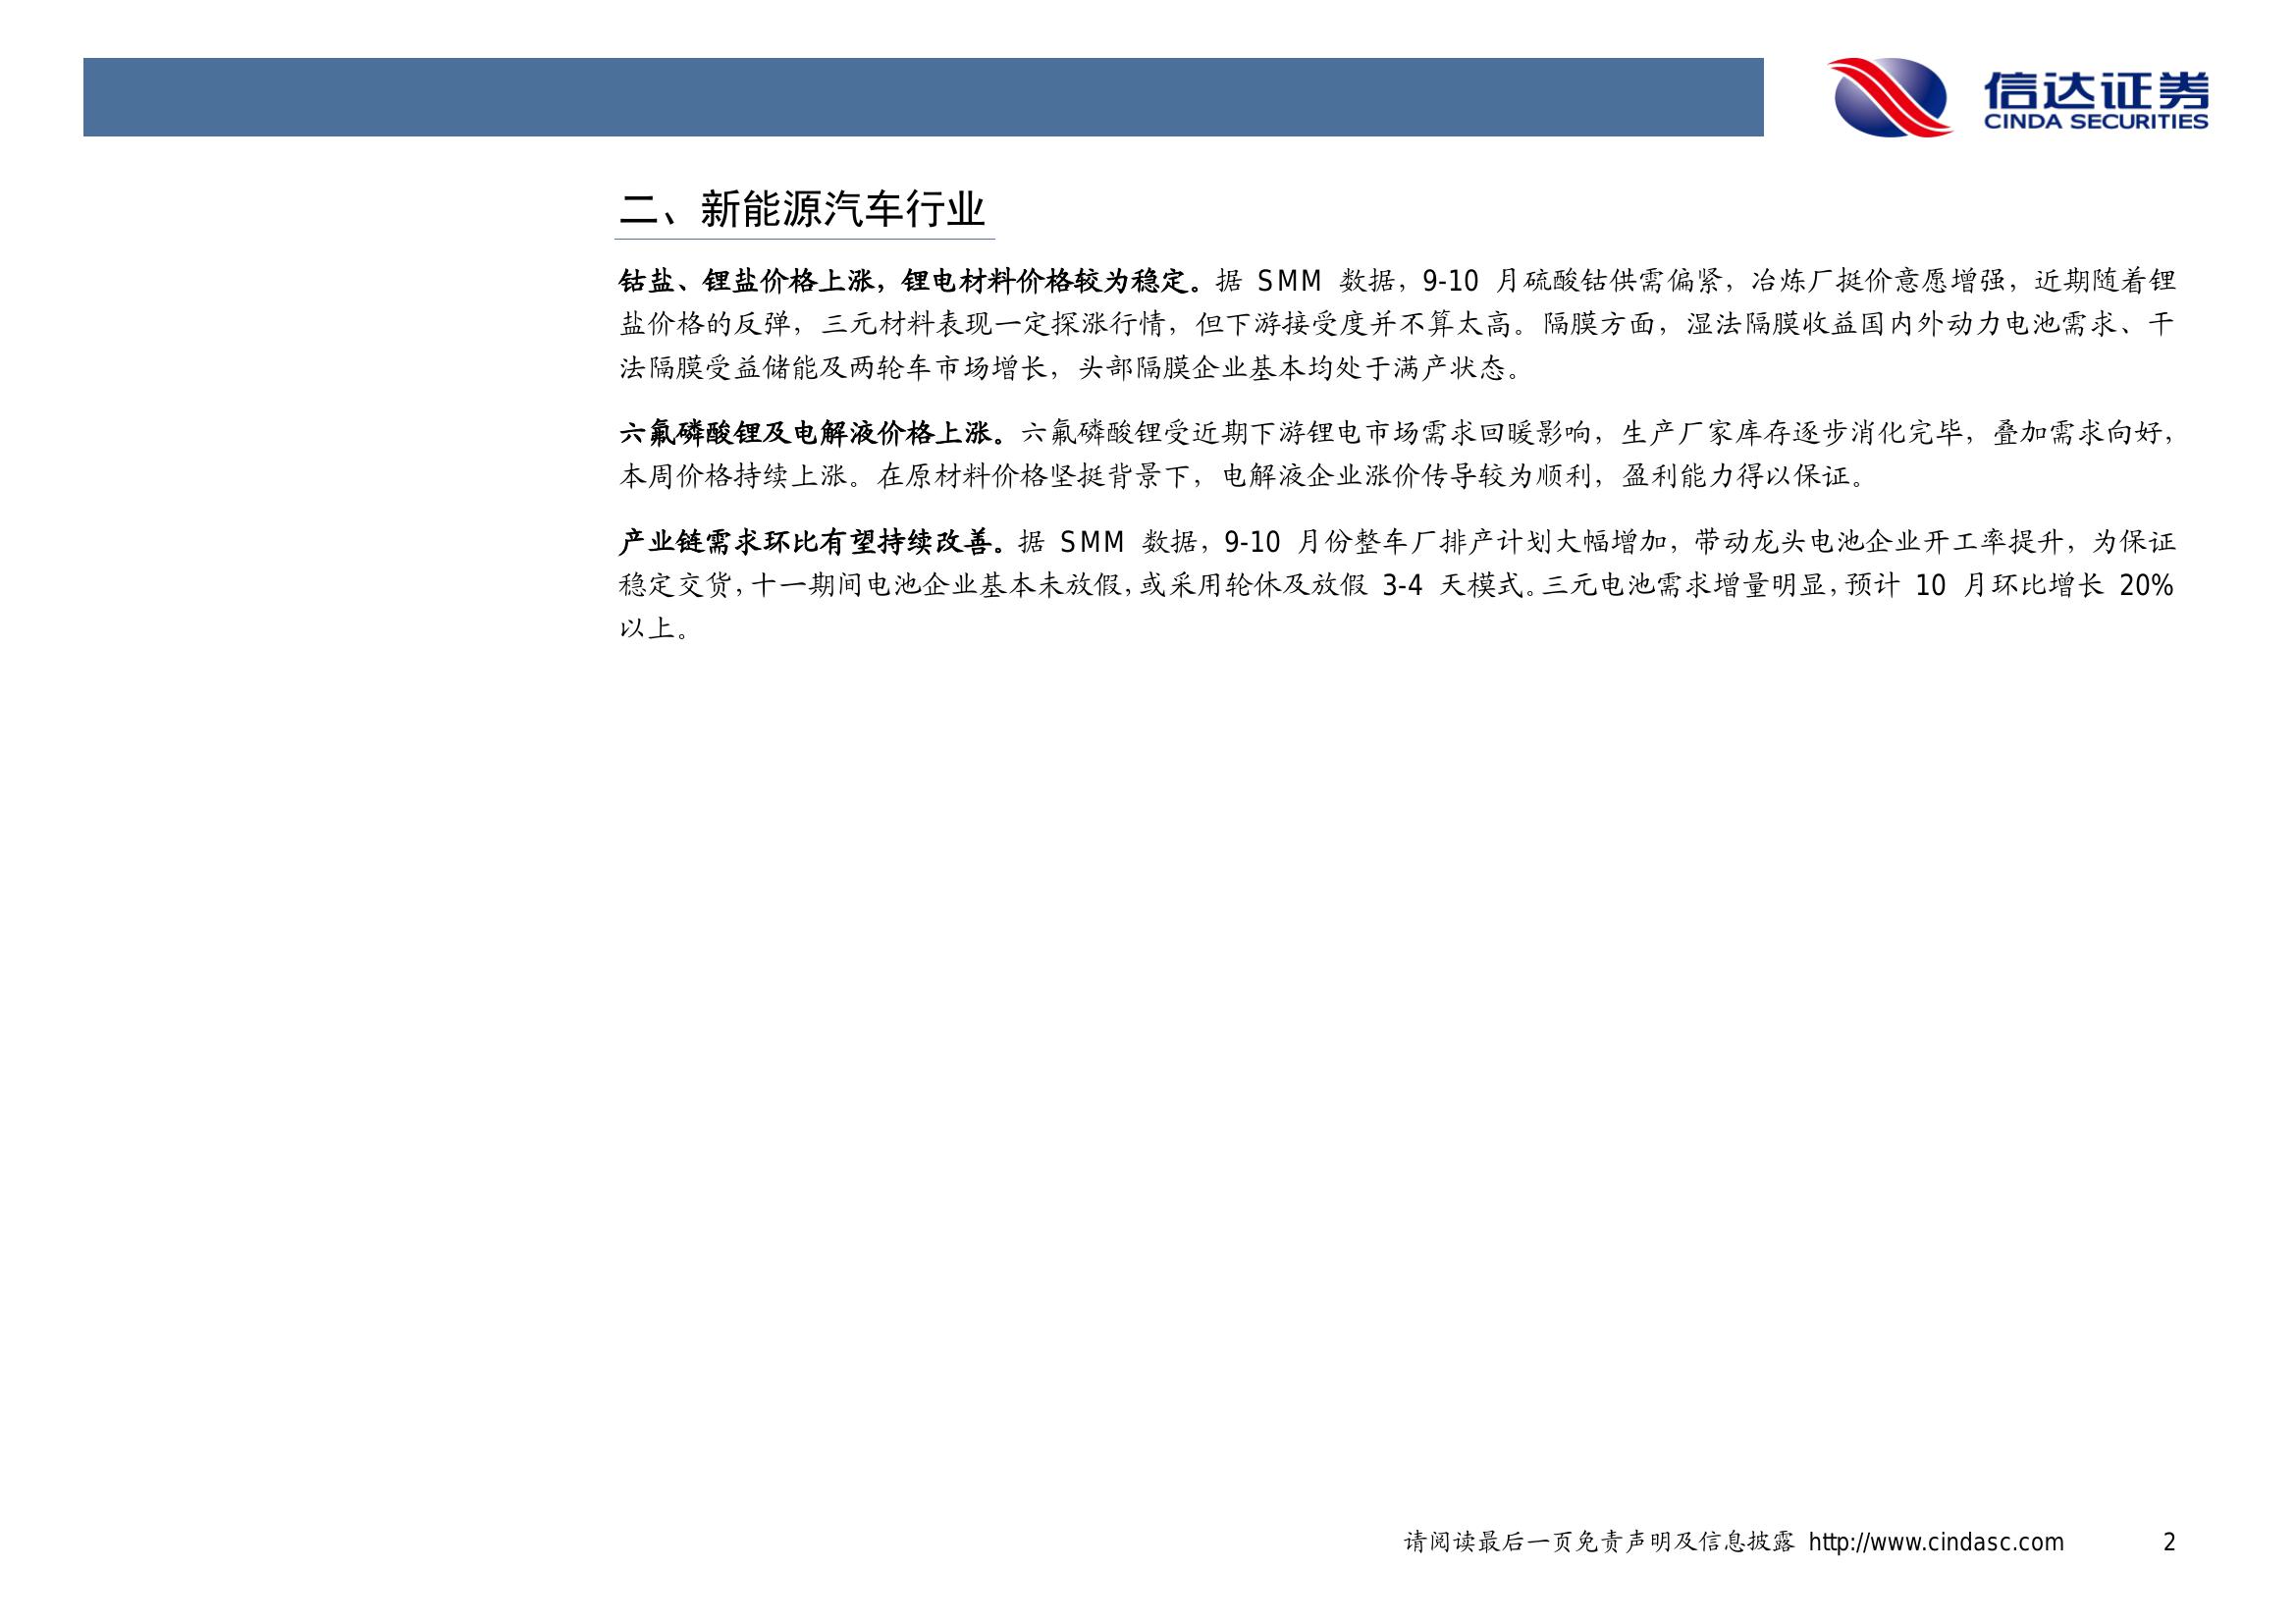 信达证券
CINDA SECURITIES
二、新能源汽车行业
钴盐、锂盐价格上涨，锂电材料价格较为稳定。据 SMM 数据，9-10 月硫酸钴供需偏紧，冶炼厂挺价意愿增强，近期随着锂
盐价格的反弹，三元材料表现一定探涨行情，但下游接受度并不算太高。隔膜方面，湿法隔膜收益国内外动力电池需求、干
法隔膜受益储能及两轮车市场增长，头部隔膜企业基本均处于满产状态。
六氟磷酸锂及电解液价格上涨。六氟磷酸锂受近期下游锂电市场需求回暖影响，生产厂家库存逐步消化完毕，叠加需求向好，
本周价格持续上涨。在原材料价格坚挺背景下，电解液企业涨价传导较为顺利，盈利能力得以保证。
产业链需求环比有望持续改善。据 SMM 数据，9-10 月份整车厂排产计划大幅增加，带动龙头电池企业开工率提升，为保证
稳定交货，十一期间电池企业基本未放假，或采用轮休及放假 3-4 天模式。三元电池需求增量明显，预计 10 月环比增长 20%
以上。
请阅读最后一页免责声明及信息披露 http://www.cindasc.com 2